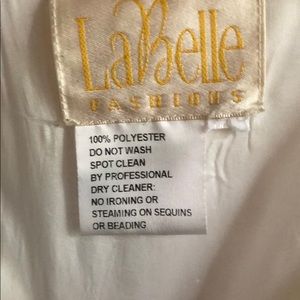 LaBelle
FASHIONS
100% POLYESTER
DO NOT WASH
SPOT CLEAN
BY PROFESSIONAL
DRY CLEANER:
NO IRONING OR
STEAMING ON SEQUINS
OR BEADING